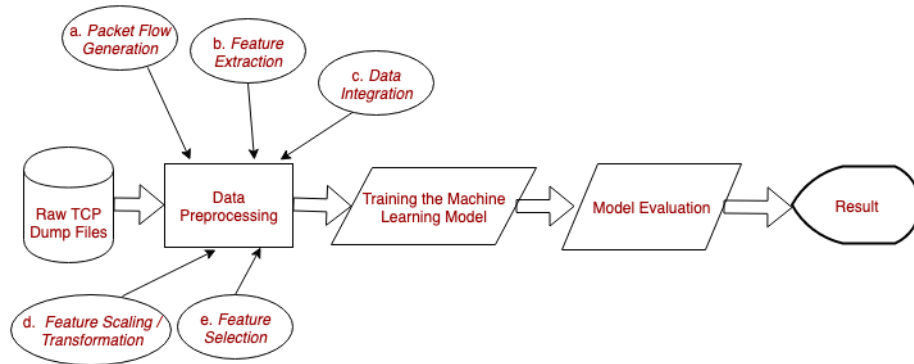 a. Packet Flow
Generation
b. Feature
Extraction
c. Data
Integration
Raw TCP
Dump Files
Data
Preprocessing
Training the Machine
Learning Model
Model Evaluation
Result
d. Feature Scaling /
Transformation
e. Feature
Selection